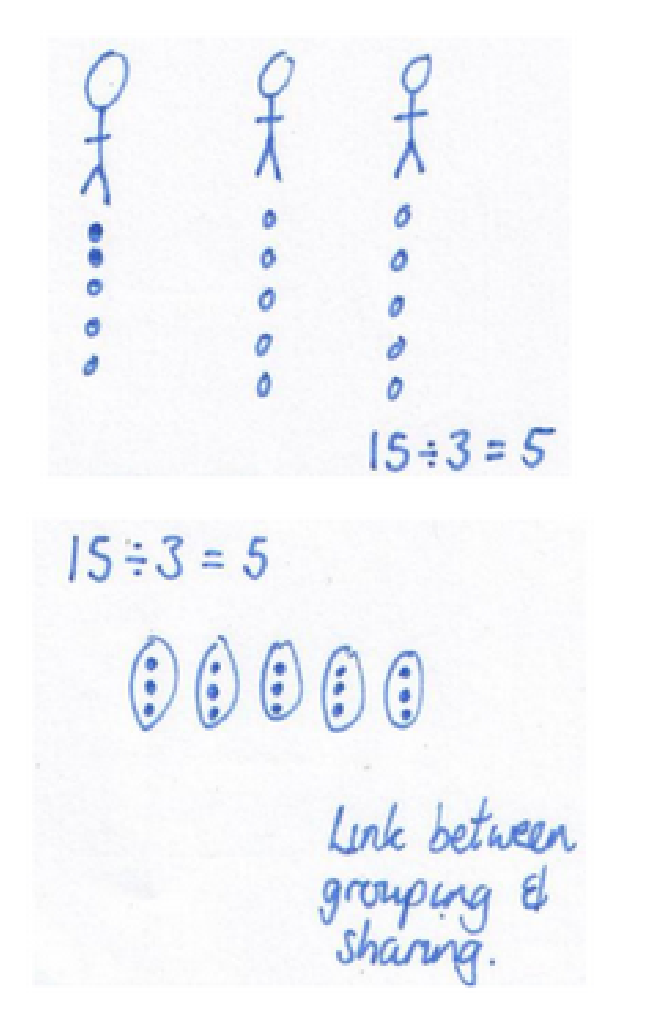 15÷3 = 5
15÷3 = 5
Link between
grouping &
sharing.